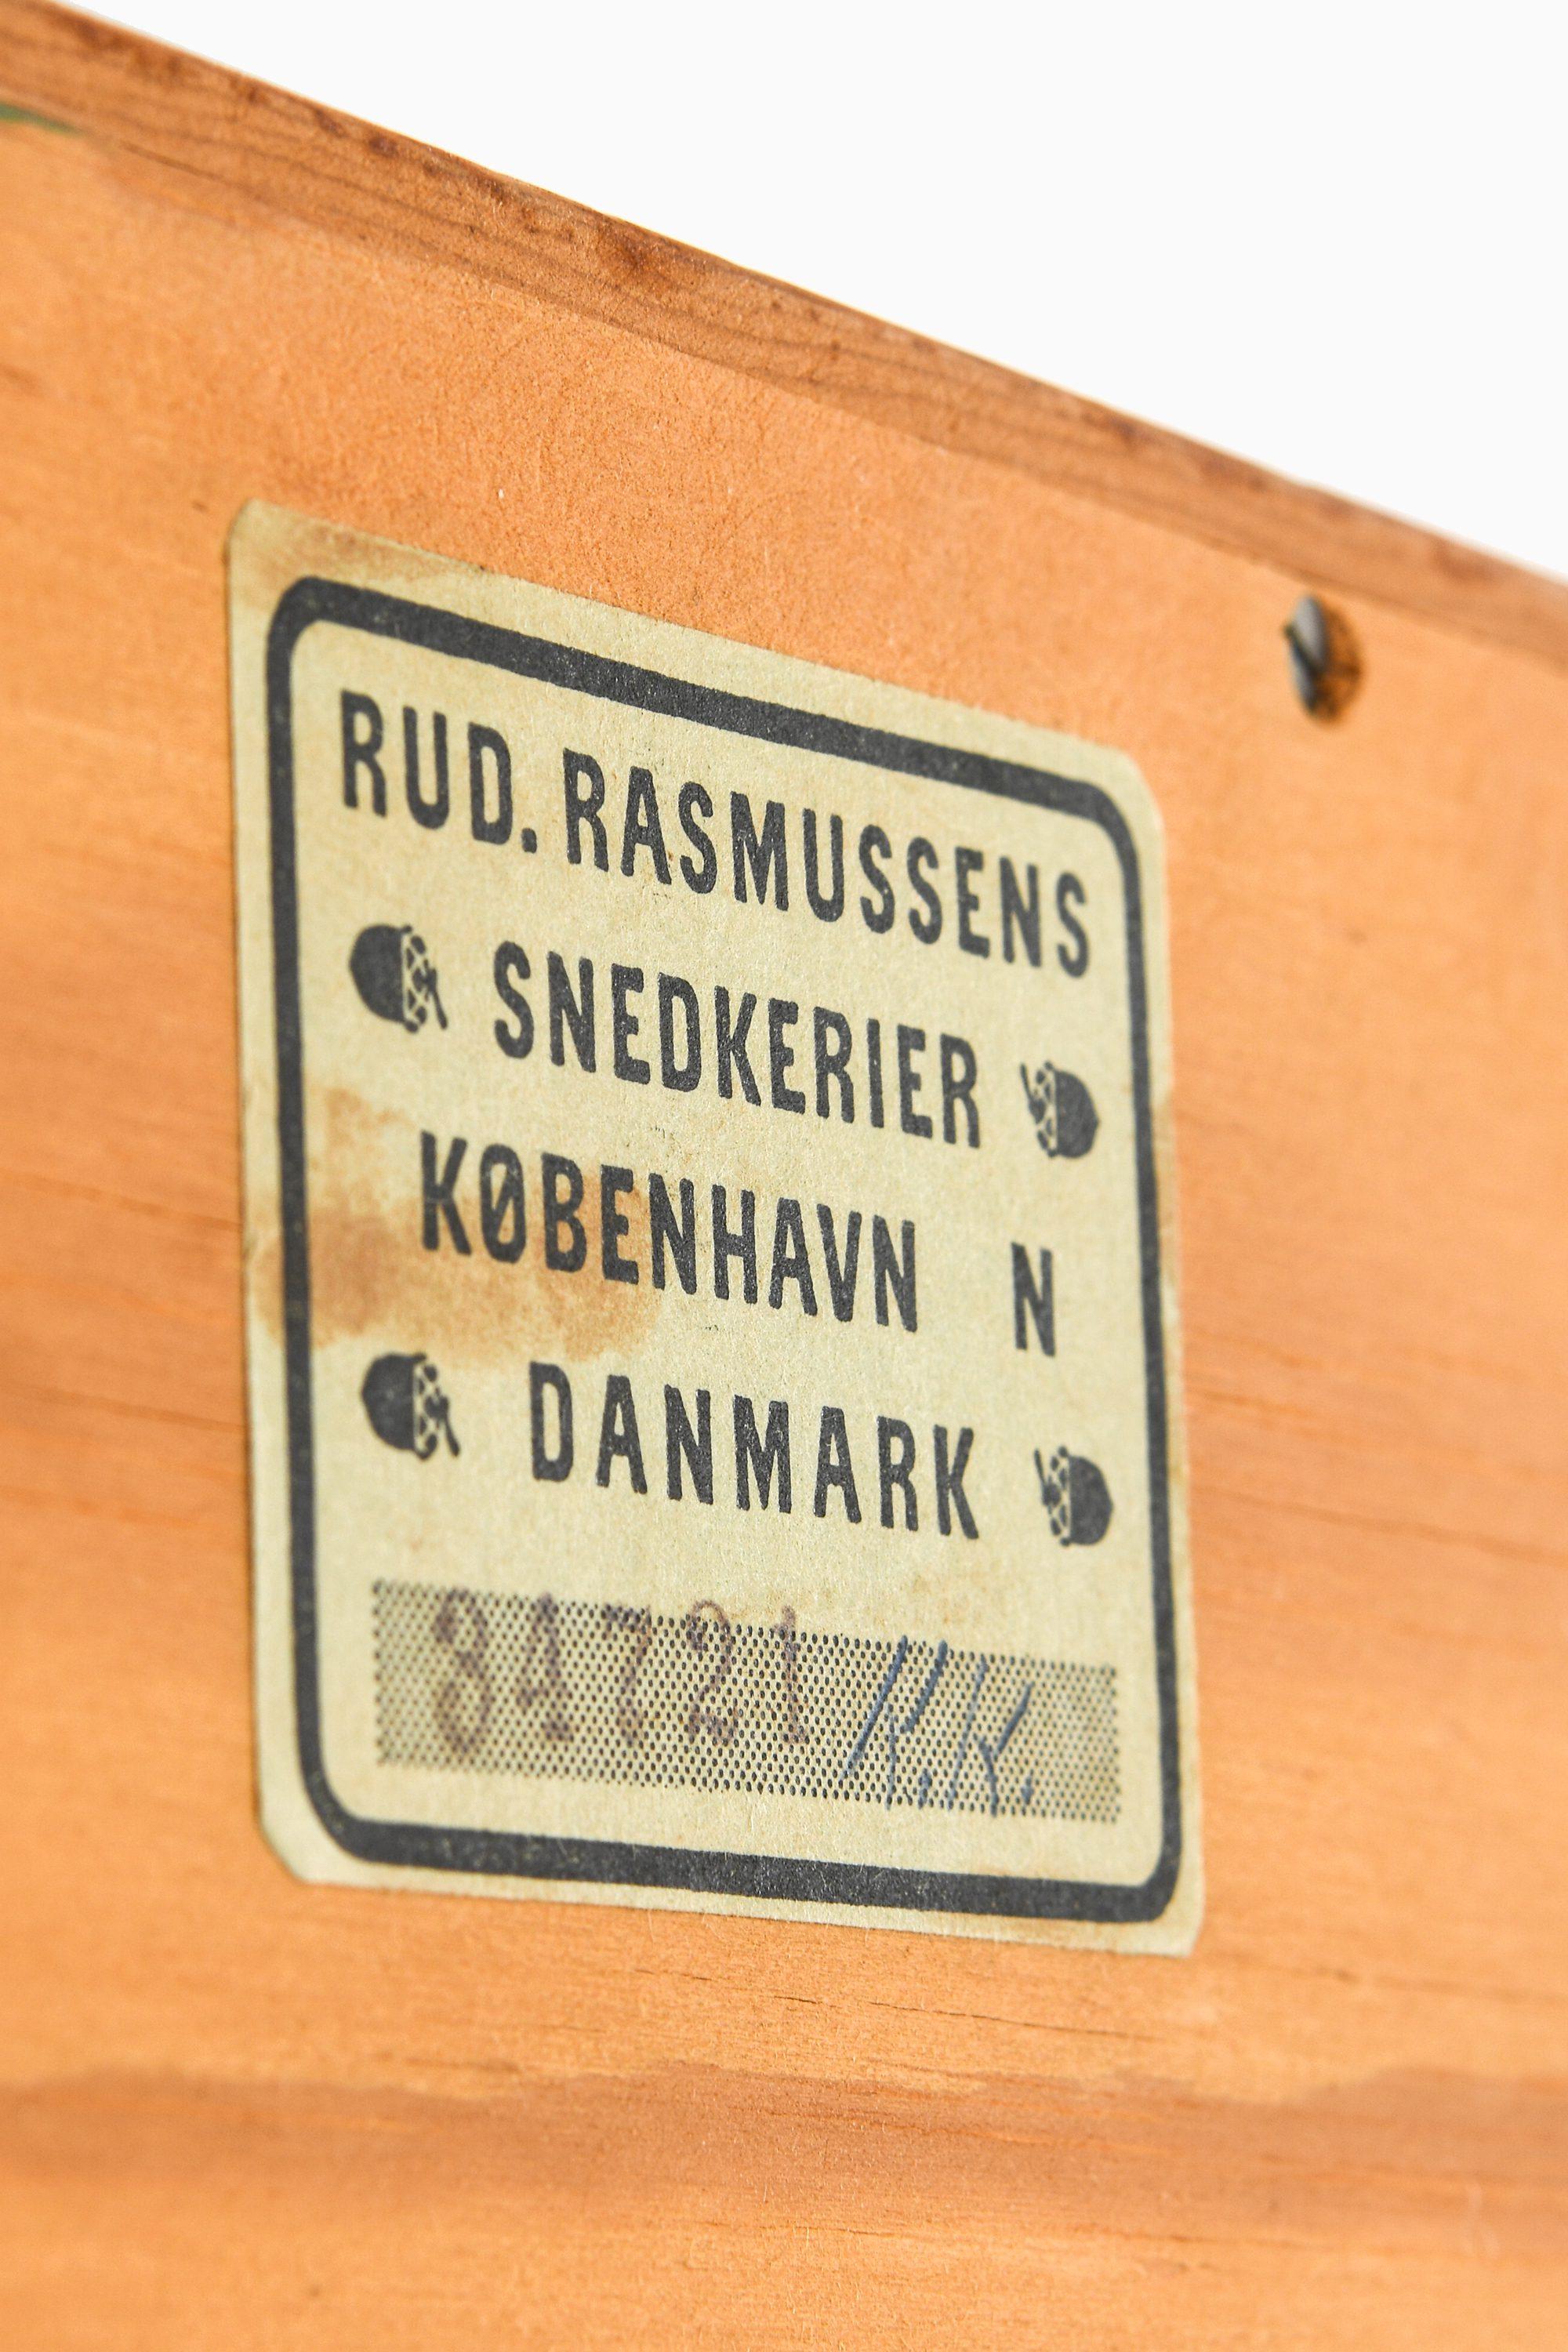 RUD. RASMUSSENS
SNEDKERIER
KØBENHAVN N
DANMARK
34721 K.K.